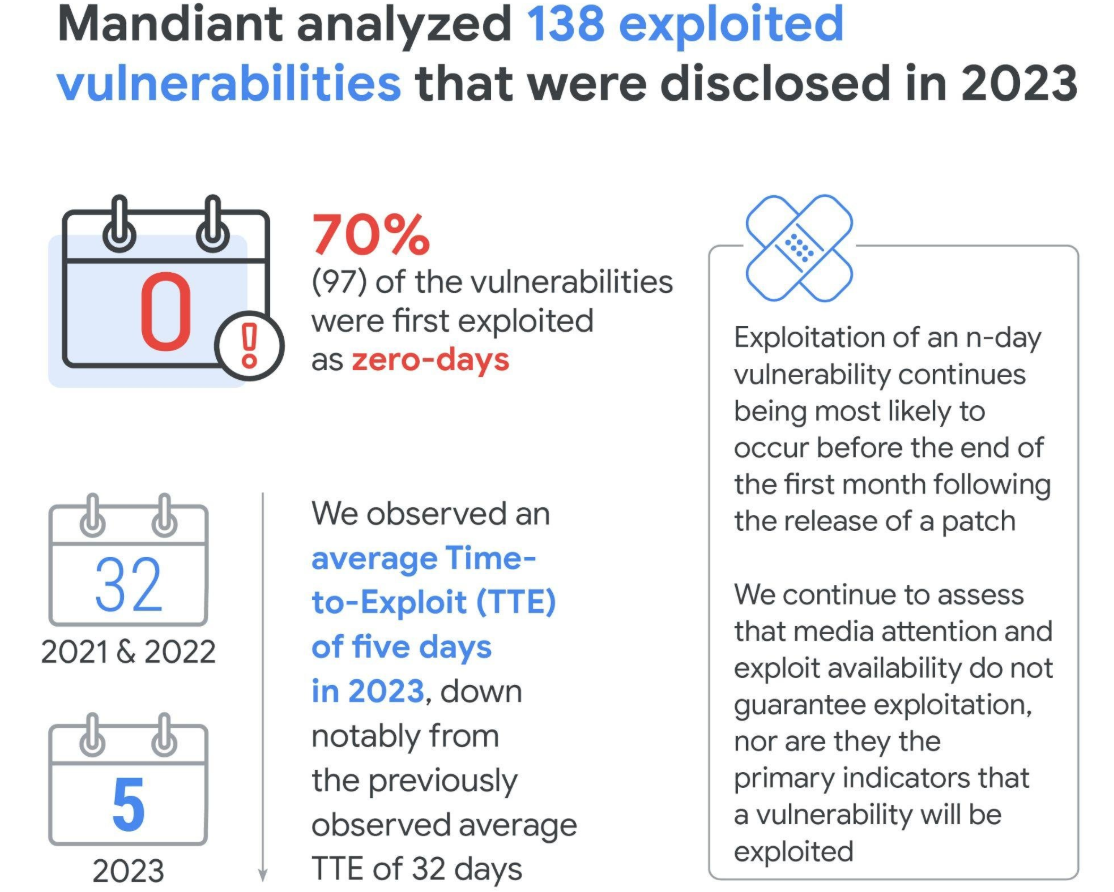 Mandiant analyzed 138 exploited
vulnerabilities that were disclosed in 2023
0
!
70%
(97) of the vulnerabilities
were first exploited
as zero-days
32
2021 & 2022
5
2023
We observed an
average Time-
to-Exploit (TTE)
of five days
in 2023, down
notably from
the previously
observed average
TTE of 32 days
Exploitation of an n-day
vulnerability continues
being most likely to
occur before the end of
the first month following
the release of a patch
We continue to assess
that media attention and
exploit availability do not
guarantee exploitation,
nor are they the
primary indicators that
a vulnerability will be
exploited